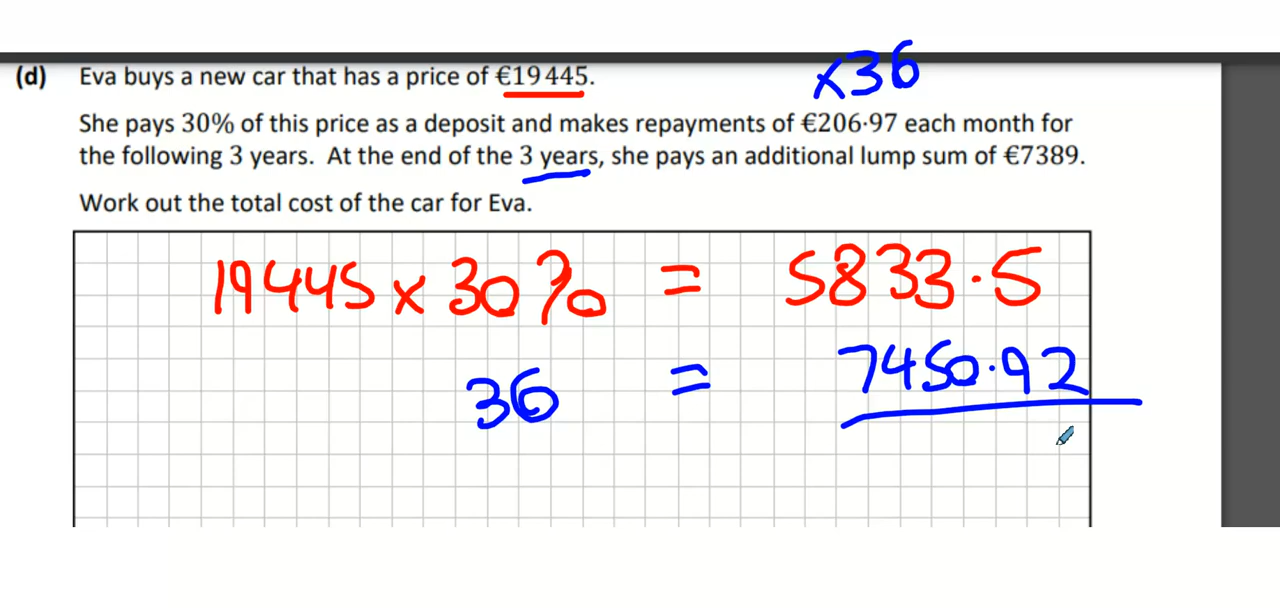 x36
(d) Eva buys a new car that has a price of €19 445.
She pays 30% of this price as a deposit and makes repayments of €206·97 each month for
the following 3 years. At the end of the 3 years, she pays an additional lump sum of €7389.
Work out the total cost of the car for Eva.
19445 x 30% = 5833·5
36 = 7450·92